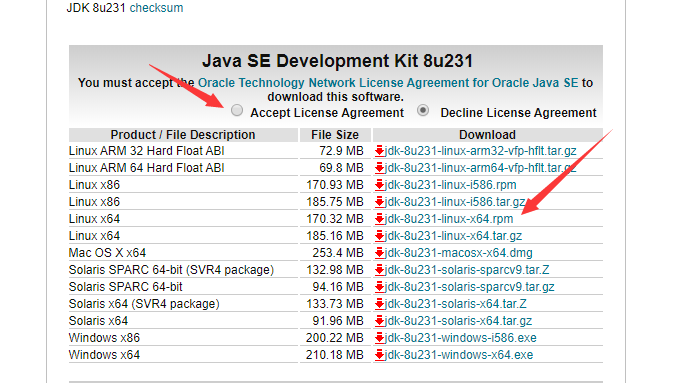 JDK 8u231 checksum
Java SE Development Kit 8u231
You must accept the Oracle Technology Network License Agreement for Oracle Java SE to
download this software.
Accept License Agreement Decline License Agreement
Product / File Description File Size Download
Linux ARM 32 Hard Float ABI 72.9 MB jdk-8u231-linux-arm32-vfp-hflt.tar.gz
Linux ARM 64 Hard Float ABI 69.8 MB jdk-8u231-linux-arm64-vfp-hflt.tar.gz
Linux x86 170.93 MB jdk-8u231-linux-i586.rpm
Linux x86 185.75 MB jdk-8u231-linux-i586.tar.gz
Linux x64 170.32 MB jdk-8u231-linux-x64.rpm
Linux x64 185.16 MB jdk-8u231-linux-x64.tar.gz
Mac OS X x64 253.4 MB jdk-8u231-macosx-x64.dmg
Solaris SPARC 64-bit (SVR4 package) 132.98 MB jdk-8u231-solaris-sparcv9.tar.Z
Solaris SPARC 64-bit 94.16 MB jdk-8u231-solaris-sparcv9.tar.gz
Solaris x64 (SVR4 package) 133.73 MB jdk-8u231-solaris-x64.tar.Z
Solaris x64 91.96 MB jdk-8u231-solaris-x64.tar.gz
Windows x86 200.22 MB jdk-8u231-windows-i586.exe
Windows x64 210.18 MB jdk-8u231-windows-x64.exe